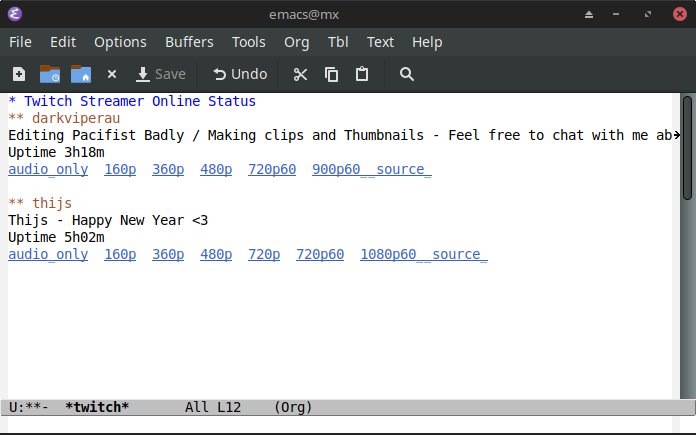 emacs@mx
File Edit Options Buffers Tools Org Tbl Text Help
Save Undo
* Twitch Streamer Online Status
** darkviperau
Editing Pacifist Badly / Making clips and Thumbnails - Feel free to chat with me ab
Uptime 3h18m
audio_only 160p 360p 480p 720p60 900p60__source_
** thijs
Thijs - Happy New Year <3
Uptime 5h02m
audio_only 160p 360p 480p 720p 720p60 1080p60__source_
U:**- *twitch* All L12 (Org)